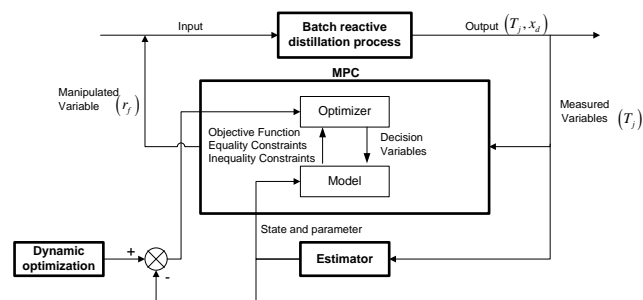 Input
Batch reactive
distillation process
Output (T_j, x_d)
MPC
Manipulated
Variable (r_f)
Optimizer
Objective Function
Equality Constraints
Inequality Constraints
Decision
Variables
Model
Measured
Variables (T_j)
State and parameter
Dynamic
optimization
+
-
Estimator